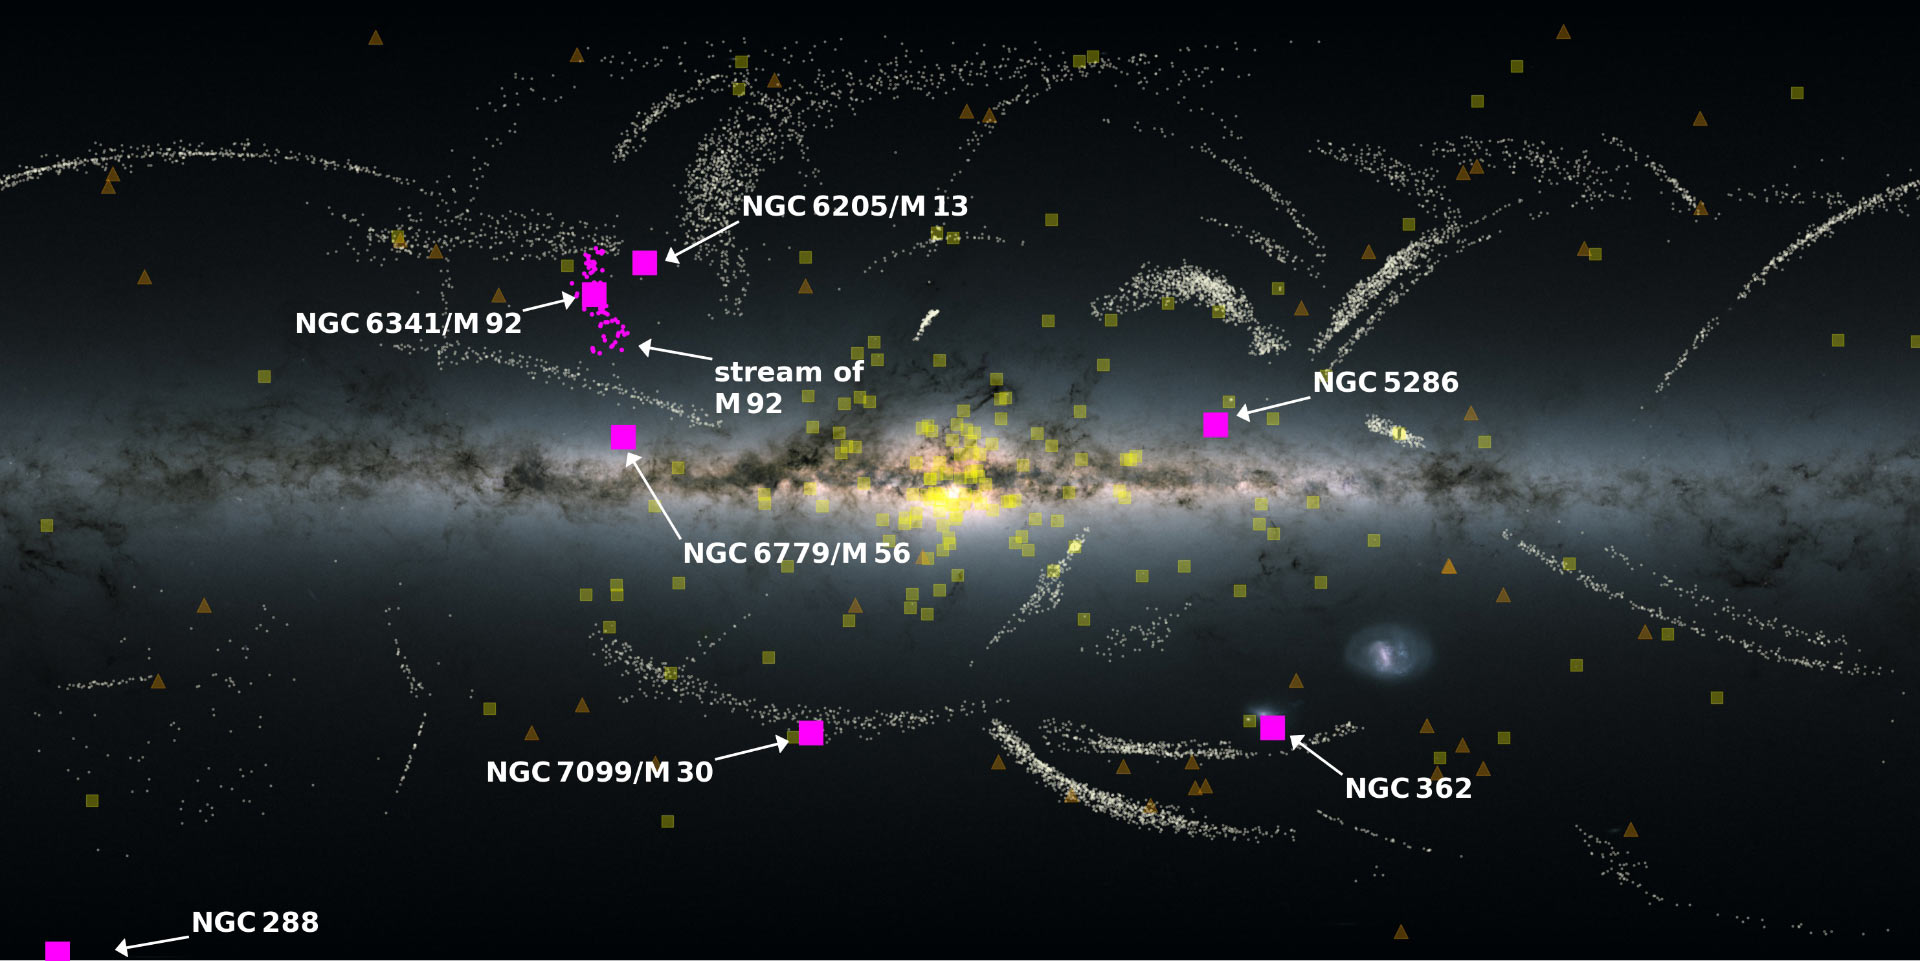 NGC 6205/M 13
NGC 6341/M 92
stream of
M 92
NGC 5286
NGC 6779/M 56
NGC 7099/M 30
NGC 362
NGC 288